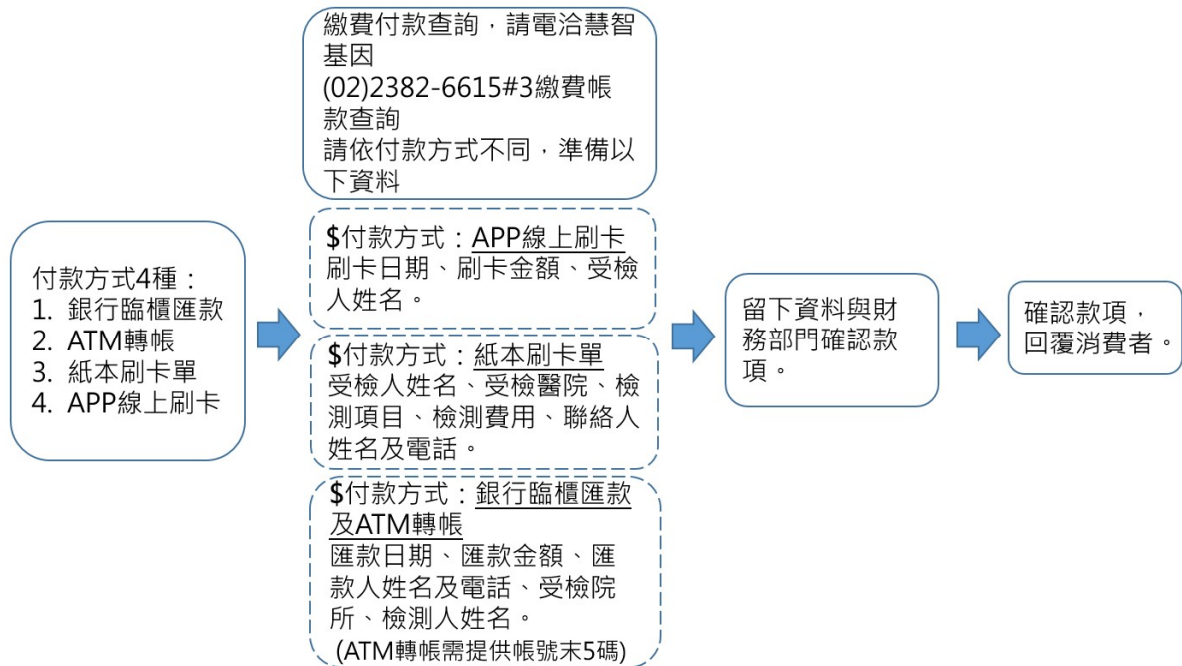 付款方式4種：
1. 銀行臨櫃匯款
2. ATM轉帳
3. 紙本刷卡單
4. APP線上刷卡
繳費付款查詢，請電洽慧智
基因
(02)2382-6615#3繳費帳
款查詢
請依付款方式不同，準備以
下資料
$付款方式：APP線上刷卡
刷卡日期、刷卡金額、受檢
人姓名。
$付款方式：紙本刷卡單
受檢人姓名、受檢醫院、檢
測項目、檢測費用、聯絡人
姓名及電話。
$付款方式：銀行臨櫃匯款
及ATM轉帳
匯款日期、匯款金額、匯
款人姓名及電話、受檢院
所、檢測人姓名。
(ATM轉帳需提供帳號末5碼)
留下資料與財
務部門確認款
項。
確認款項，
回覆消費者。